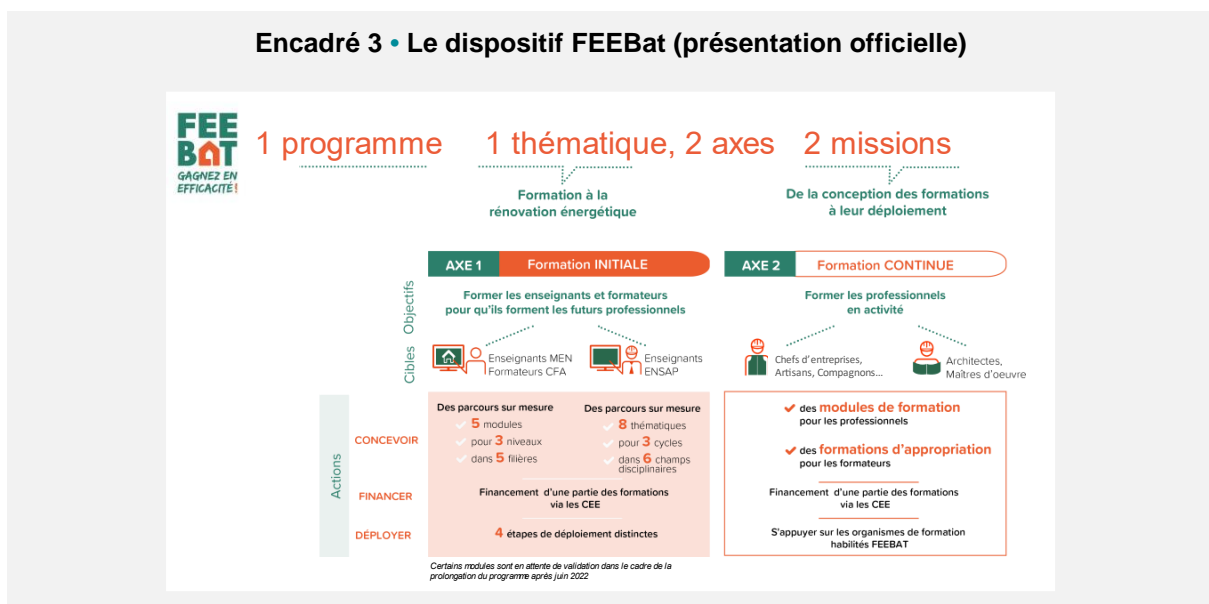 Encadré 3 • Le dispositif FEEBat (présentation officielle)
FEE
BAT
GAGNEZ EN
EFFICACITÉ!
1 programme
1 thématique, 2 axes
2 missions
Formation à la
rénovation énergétique
De la conception des formations
à leur déploiement
AXE 1
Formation INITIALE
AXE 2
Formation CONTINUE
Objectifs
Former les enseignants et formateurs
pour qu'ils forment les futurs professionnels
Former les professionnels
en activité
Cibles
Enseignants MEN
Formateurs CFA
Enseignants
ENSAP
Chefs d'entreprises,
Artisans, Compagnons...
Architectes,
Maîtres d'oeuvre
Actions
CONCEVOIR
Des parcours sur mesure
5 modules
pour 3 niveaux
dans 5 filières
Des parcours sur mesure
8 thématiques
pour 3 cycles
dans 6 champs
disciplinaires
des modules de formation
pour les professionnels
des formations d'appropriation
pour les formateurs
FINANCER
Financement d'une partie des formations
via les CEE
Financement d'une partie des formations
via les CEE
DÉPLOYER
4 étapes de déploiement distinctes
S'appuyer sur les organismes de formation
habilités FEEBAT
Certains modules sont en attente de validation dans le cadre de la
prolongation du programme après juin 2022